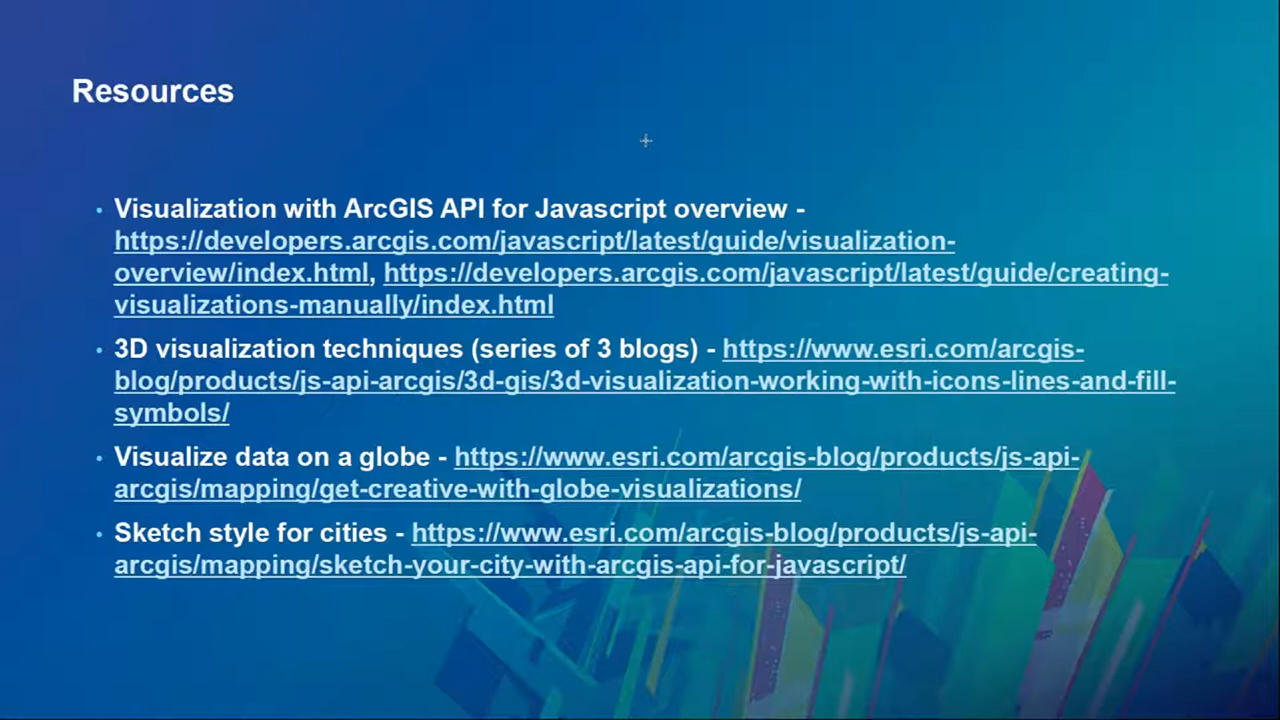 Resources
• Visualization with ArcGIS API for Javascript overview -
https://developers.arcgis.com/javascript/latest/guide/visualization-
overview/index.html, https://developers.arcgis.com/javascript/latest/guide/creating-
visualizations-manually/index.html
• 3D visualization techniques (series of 3 blogs) - https://www.esri.com/arcgis-
blog/products/js-api-arcgis/3d-gis/3d-visualization-working-with-icons-lines-and-fill-
symbols/
• Visualize data on a globe - https://www.esri.com/arcgis-blog/products/js-api-
arcgis/mapping/get-creative-with-globe-visualizations/
• Sketch style for cities - https://www.esri.com/arcgis-blog/products/js-api-
arcgis/mapping/sketch-your-city-with-arcgis-api-for-javascript/